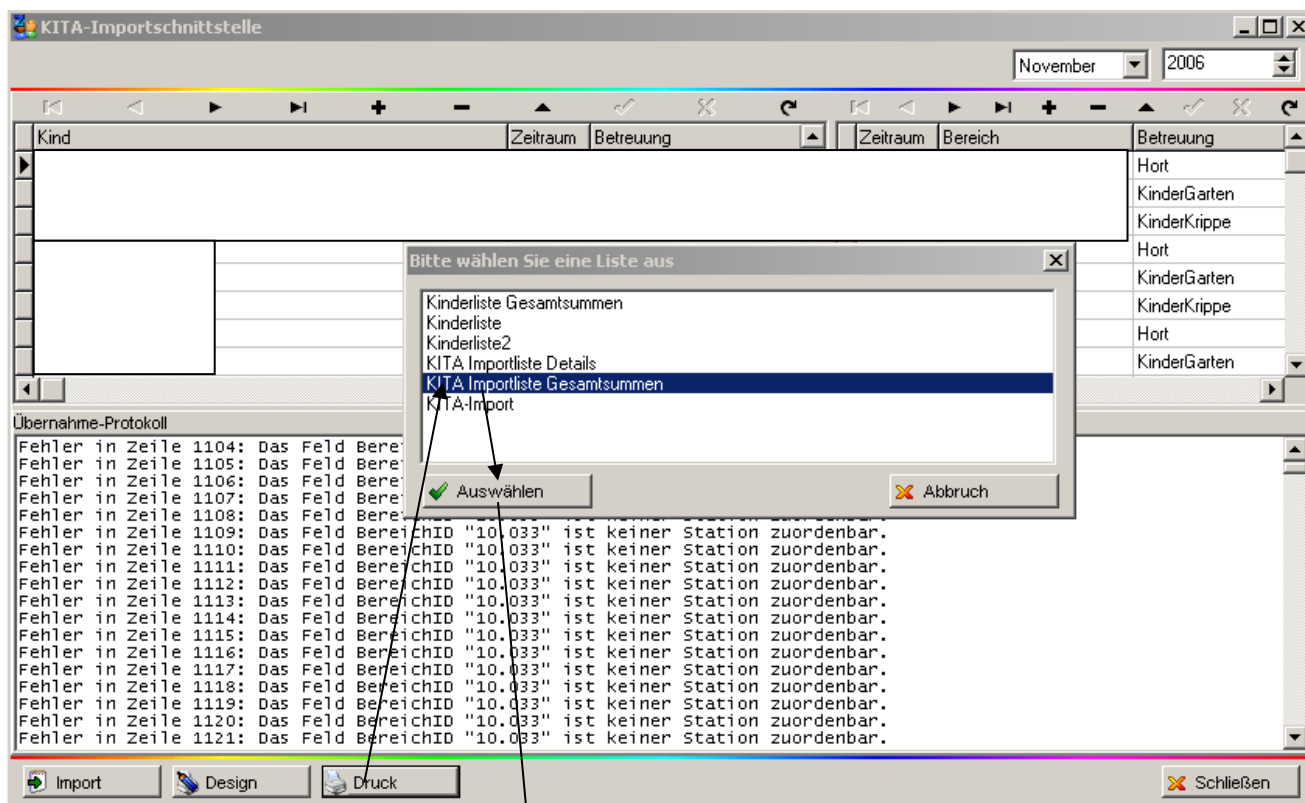 KITA-Importschnittstelle
November 2006
Kind Zeitraum Betreuung Zeitraum Bereich Betreuung
Hort
KinderGarten
KinderKrippe
Hort
KinderGarten
KinderKrippe
Hort
KinderGarten
Bitte wählen Sie eine Liste aus
Kinderliste Gesamtsummen
Kinderliste
Kinderliste2
KITA Importliste Details
KITA Importliste Gesamtsummen
KITA-Import
Auswählen Abbruch
Übernahme-Protokoll
Fehler in Zeile 1104: Das Feld Berei
Fehler in Zeile 1105: Das Feld Berei
Fehler in Zeile 1106: Das Feld Berei
Fehler in Zeile 1107: Das Feld Berei
Fehler in Zeile 1108: Das Feld Berei
Fehler in Zeile 1109: Das Feld BereichID "10.033" ist keiner Station zuordenbar.
Fehler in Zeile 1110: Das Feld BereichID "10.033" ist keiner Station zuordenbar.
Fehler in Zeile 1111: Das Feld BereichID "10.033" ist keiner Station zuordenbar.
Fehler in Zeile 1112: Das Feld BereichID "10.033" ist keiner Station zuordenbar.
Fehler in Zeile 1113: Das Feld BereichID "10.033" ist keiner Station zuordenbar.
Fehler in Zeile 1114: Das Feld BereichID "10.033" ist keiner Station zuordenbar.
Fehler in Zeile 1115: Das Feld BereichID "10.033" ist keiner Station zuordenbar.
Fehler in Zeile 1116: Das Feld BereichID "10.033" ist keiner Station zuordenbar.
Fehler in Zeile 1117: Das Feld BereichID "10.033" ist keiner Station zuordenbar.
Fehler in Zeile 1118: Das Feld BereichID "10.033" ist keiner Station zuordenbar.
Fehler in Zeile 1119: Das Feld BereichID "10.033" ist keiner Station zuordenbar.
Fehler in Zeile 1120: Das Feld BereichID "10.033" ist keiner Station zuordenbar.
Fehler in Zeile 1121: Das Feld BereichID "10.033" ist keiner Station zuordenbar.
Import Design Druck Schließen